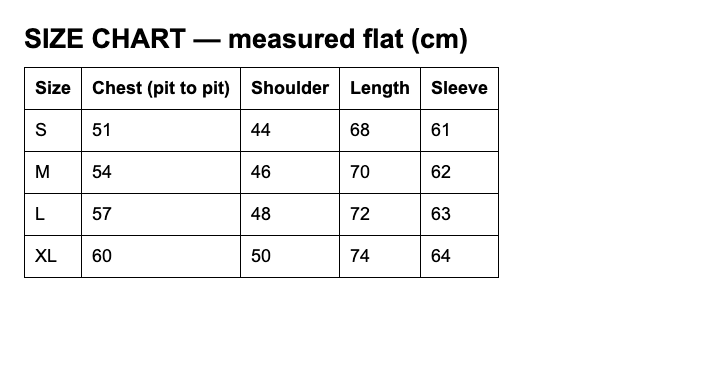 SIZE CHART — measured flat (cm)
Size Chest (pit to pit) Shoulder Length Sleeve
S 51 44 68 61
M 54 46 70 62
L 57 48 72 63
XL 60 50 74 64